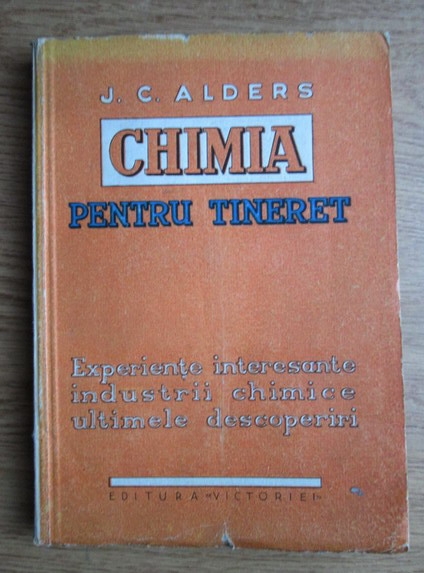 J. C. ALDERS
CHIMIA
PENTRU TINERET
Experiențe interesante
industrii chimice
ultimele descoperiri
EDITURA "VICTORIEI"